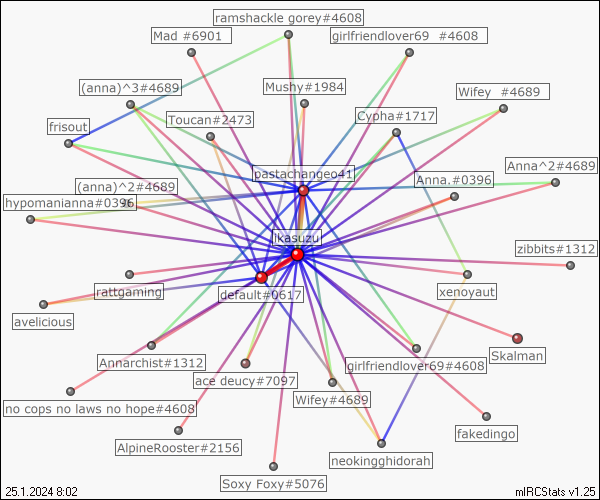 ramshackle gorey#4608
Mad #6901
girlfriendlover69 #4608
(anna)^3#4689
Mushy#1984
Wifey #4689
Toucan#2473
Cypha#1717
frisout
Anna^2#4689
pastachangeo41
Anna.#0396
(anna)^2#4689
hypomanianna#0396
ikasuzu
zibbits#1312
rattgaming
default#0617
xenoyaut
avelicious
Annarchist#1312
Skalman
girlfriendlover69#4608
ace deucy#7097
Wifey#4689
no cops no laws no hope#4608
fakedingo
AlpineRooster#2156
neokingghidorah
Soxy Foxy#5076
25.1.2024 8:02
mIRCStats v1.25